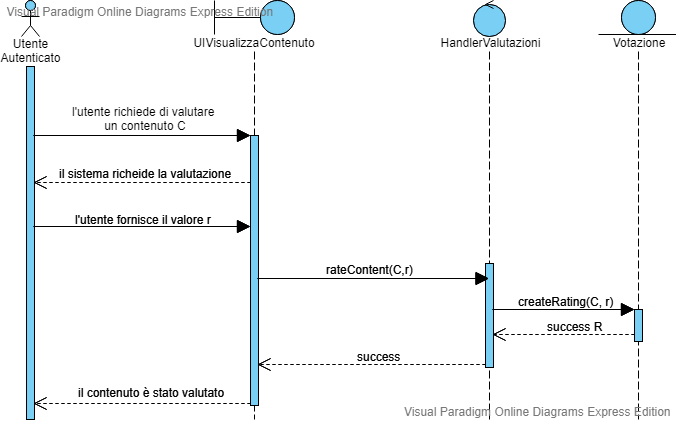 Visual Paradigm Online Diagrams Express Edition
Utente
Autenticato
UIVisualizzaContenuto
HandlerValutazioni
Votazione
l'utente richiede di valutare
un contenuto C
il sistema richeide la valutazione
l'utente fornisce il valore r
rateContent(C,r)
createRating(C, r)
success R
success
il contenuto è stato valutato
Visual Paradigm Online Diagrams Express Edition